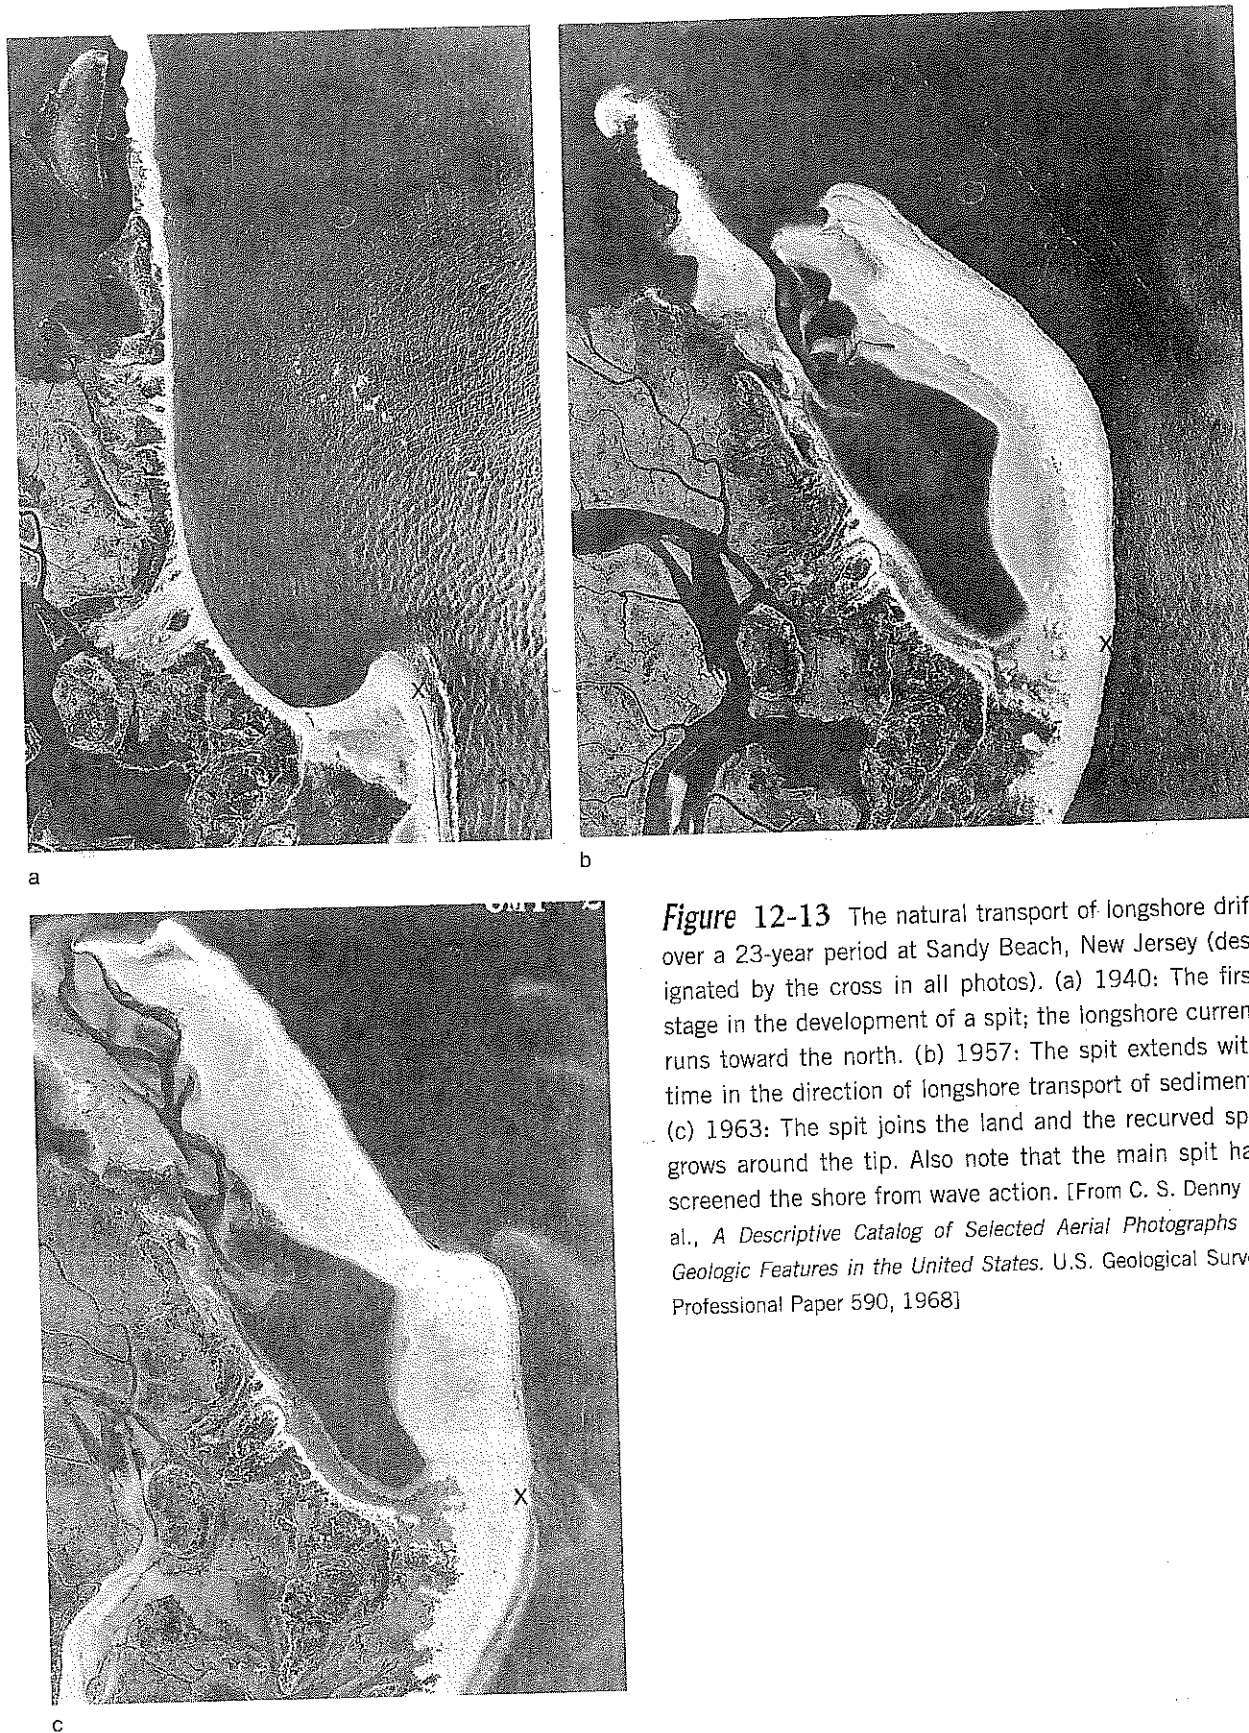 X
X
a
b
Figure 12-13 The natural transport of longshore drif
over a 23-year period at Sandy Beach, New Jersey (des
ignated by the cross in all photos). (a) 1940: The firs
stage in the development of a spit; the longshore curren
runs toward the north. (b) 1957: The spit extends wit
time in the direction of longshore transport of sediment
(c) 1963: The spit joins the land and the recurved sp
grows around the tip. Also note that the main spit ha
screened the shore from wave action. [From C. S. Denny
al., A Descriptive Catalog of Selected Aerial Photographs
Geologic Features in the United States. U.S. Geological Surv
Professional Paper 590, 1968]
X
c